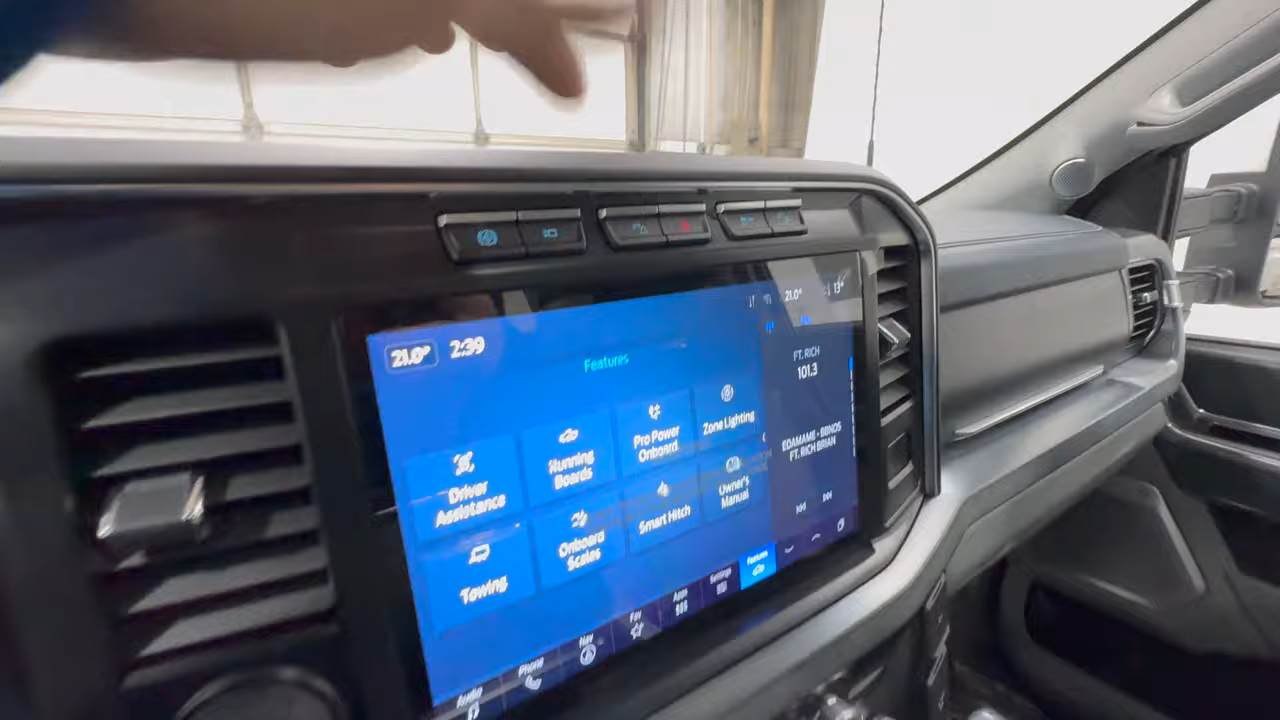 21.0° 2:39
Features
21.0° 13°
Driver
Assistance
Running
Boards
Pro Power
Onboard
Zone Lighting
Towing
Onboard
Scales
Smart Hitch
Owner's
Manual
FT. RICH
101.3
EDAMAME - BBNOS
FT. RICH BRIAN
Audio
Phone
Nav
Fav
Apps
Settings
Features